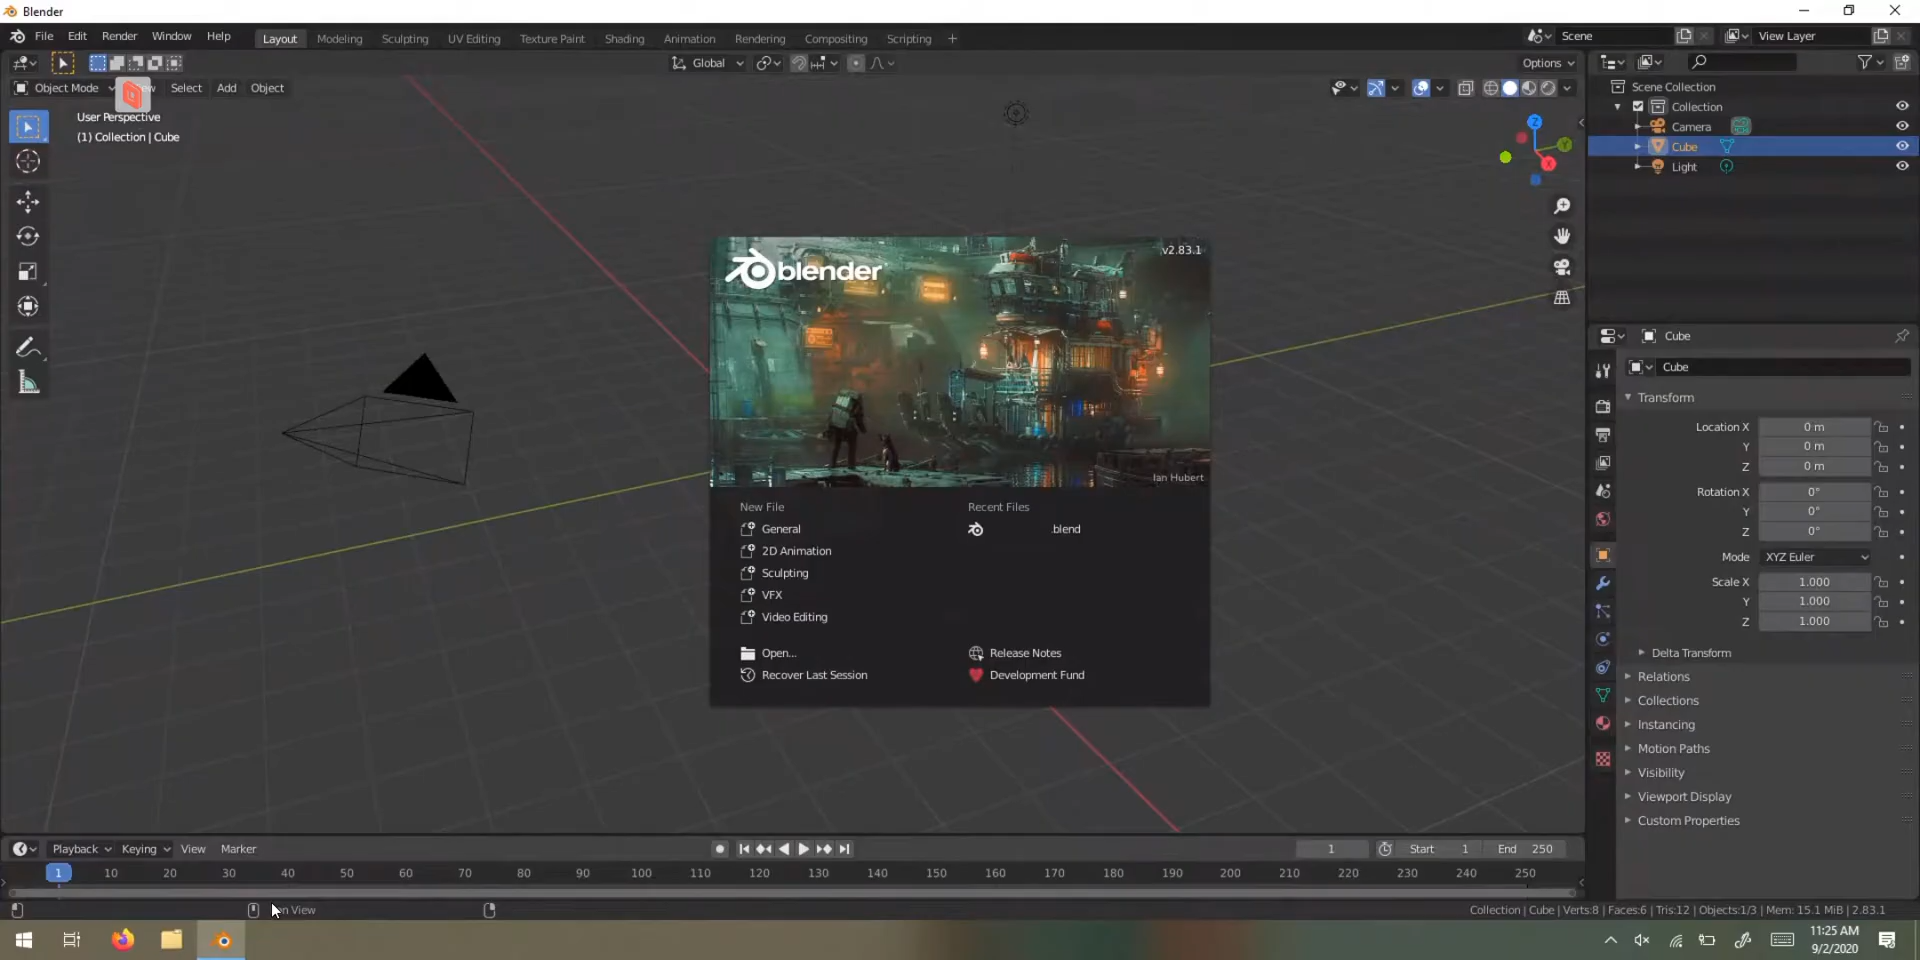 Blender
File Edit Render Window Help Layout Modeling Sculpting UV Editing Texture Paint Shading Animation Rendering Compositing Scripting + Scene View Layer
Global Options
Object Mode Select Add Object
User Perspective
(1) Collection | Cube
Z
Y
X
Scene Collection
Collection
Camera
Cube
Light
blender
v2.83.1
Ian Hubert
New File
General
2D Animation
Sculpting
VFX
Video Editing
Open...
Recover Last Session
Recent Files
.blend
Release Notes
Development Fund
Cube
Cube
Transform
Location X 0 m
Y 0 m
Z 0 m
Rotation X 0°
Y 0°
Z 0°
Mode XYZ Euler
Scale X 1.000
Y 1.000
Z 1.000
Delta Transform
Relations
Collections
Instancing
Motion Paths
Visibility
Viewport Display
Custom Properties
Playback Keying View Marker 1 Start 1 End 250
1 10 20 30 40 50 60 70 80 90 100 110 120 130 140 150 160 170 180 190 200 210 220 230 240 250
View Collection | Cube | Verts:8 | Faces:6 | Tris:12 | Objects:1/3 | Mem: 15.1 MiB | 2.83.1
11:25 AM
9/2/2020